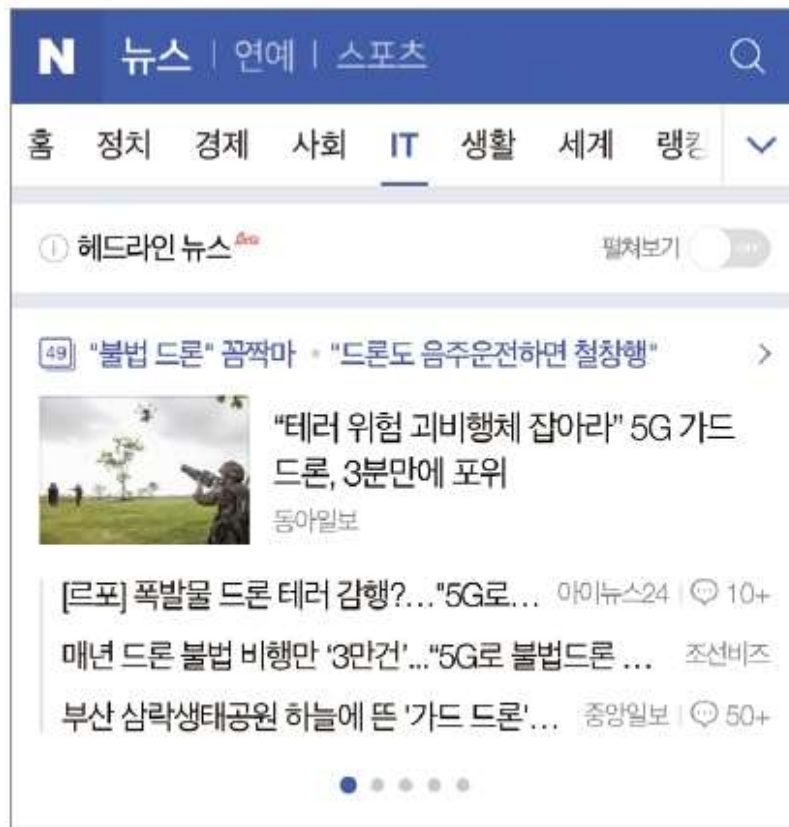 N 뉴스 | 연예 | 스포츠
홈 정치 경제 사회 IT 생활 세계 랭킹
헤드라인 뉴스 Beta 펼쳐보기
49 "불법 드론" 꼼짝마 • "드론도 음주운전하면 철창행"
“테러 위험 괴비행체 잡아라” 5G 가드
드론, 3분만에 포위
동아일보
[르포] 폭발물 드론 테러 감행?…"5G로… 아이뉴스24 | 10+
매년 드론 불법 비행만 ‘3만건’..."5G로 불법드론 … 조선비즈
부산 삼락생태공원 하늘에 뜬 '가드 드론'… 중앙일보 | 50+